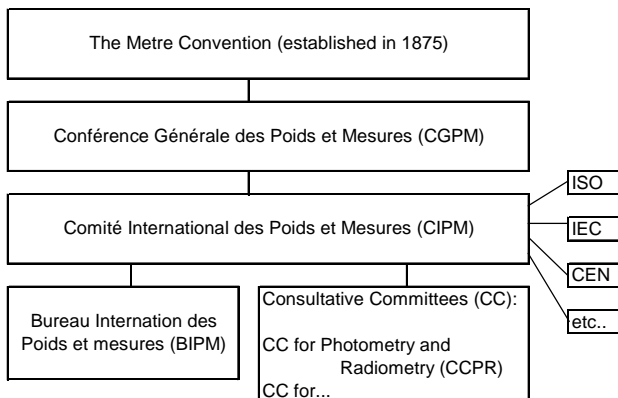 The Metre Convention (established in 1875)
Conférence Générale des Poids et Mesures (CGPM)
Comité International des Poids et Mesures (CIPM)
ISO
IEC
CEN
etc..
Bureau Internation des
Poids et mesures (BIPM)
Consultative Committees (CC):
CC for Photometry and
Radiometry (CCPR)
CC for...